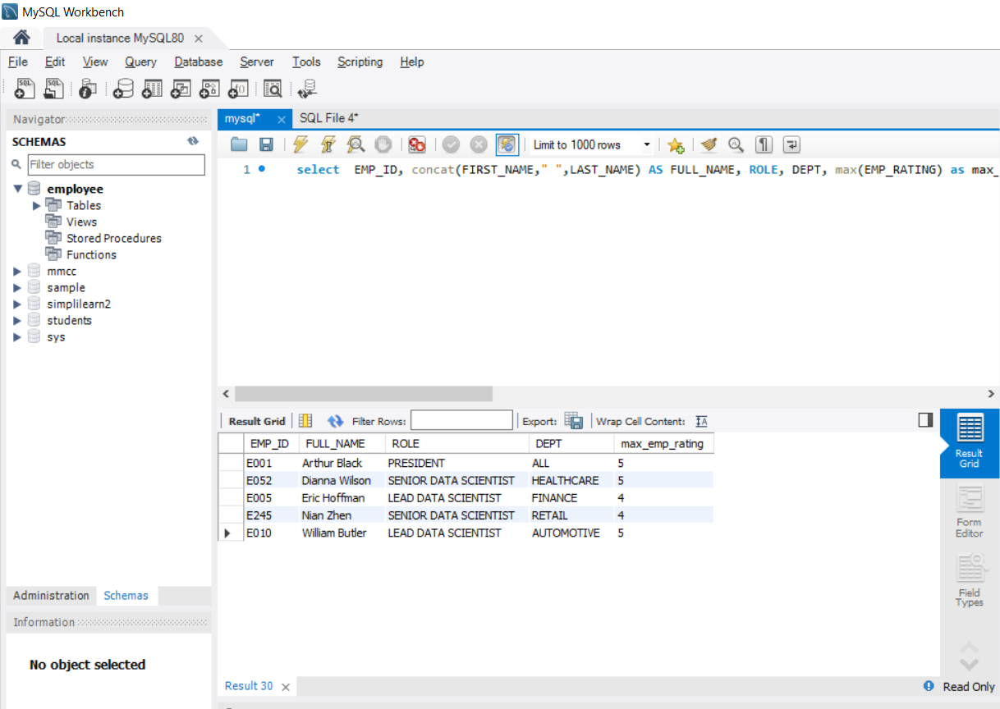 MySQL Workbench
Local instance MySQL80
File Edit View Query Database Server Tools Scripting Help
SQL SQL
Navigator
SCHEMAS
Filter objects
employee
Tables
Views
Stored Procedures
Functions
mmcc
sample
simplilearn2
students
sys
Administration Schemas
Information
No object selected
mysql* SQL File 4*
Limit to 1000 rows
1 select EMP_ID, concat(FIRST_NAME," ",LAST_NAME) AS FULL_NAME, ROLE, DEPT, max(EMP_RATING) as max_
Result Grid Filter Rows: Export: Wrap Cell Content:
EMP_ID FULL_NAME ROLE DEPT max_emp_rating
E001 Arthur Black PRESIDENT ALL 5
E052 Dianna Wilson SENIOR DATA SCIENTIST HEALTHCARE 5
E005 Eric Hoffman LEAD DATA SCIENTIST FINANCE 4
E245 Nian Zhen SENIOR DATA SCIENTIST RETAIL 4
E010 William Butler LEAD DATA SCIENTIST AUTOMOTIVE 5
Result
Grid
Form
Editor
Field
Types
Result 30
Read Only